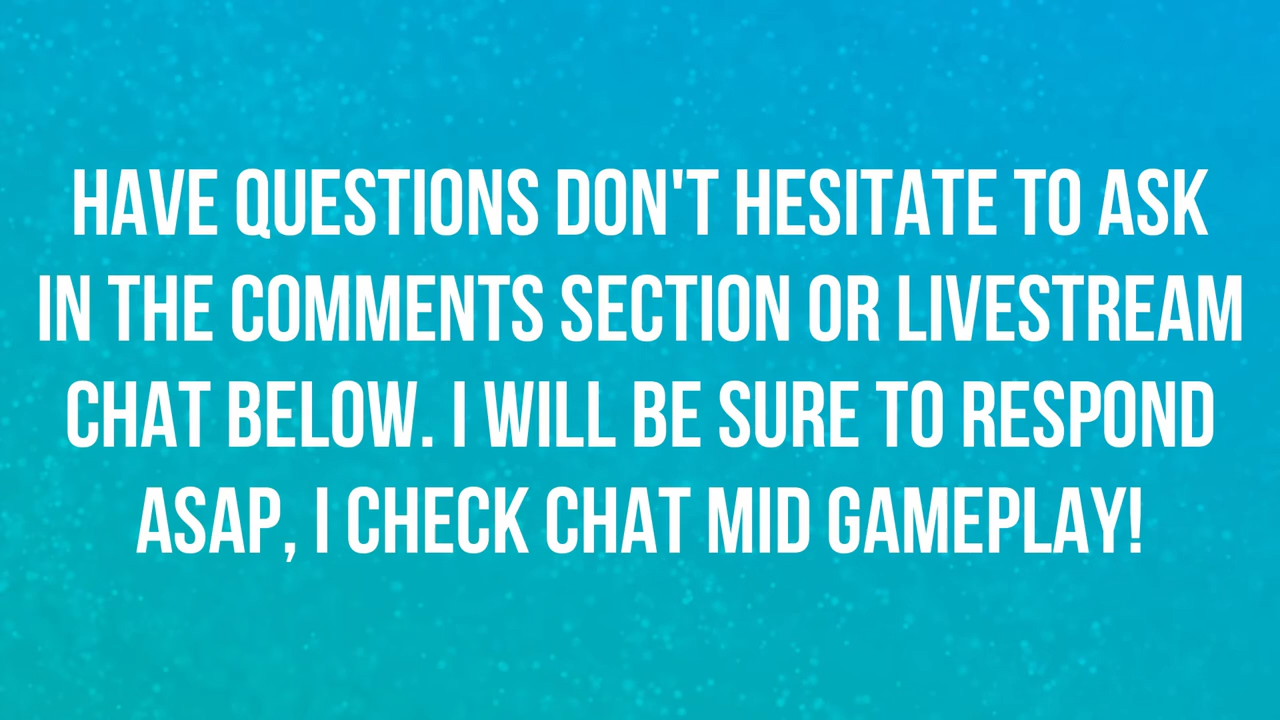 HAVE QUESTIONS DON'T HESITATE TO ASK
IN THE COMMENTS SECTION OR LIVESTREAM
CHAT BELOW. I WILL BE SURE TO RESPOND
ASAP, I CHECK CHAT MID GAMEPLAY!